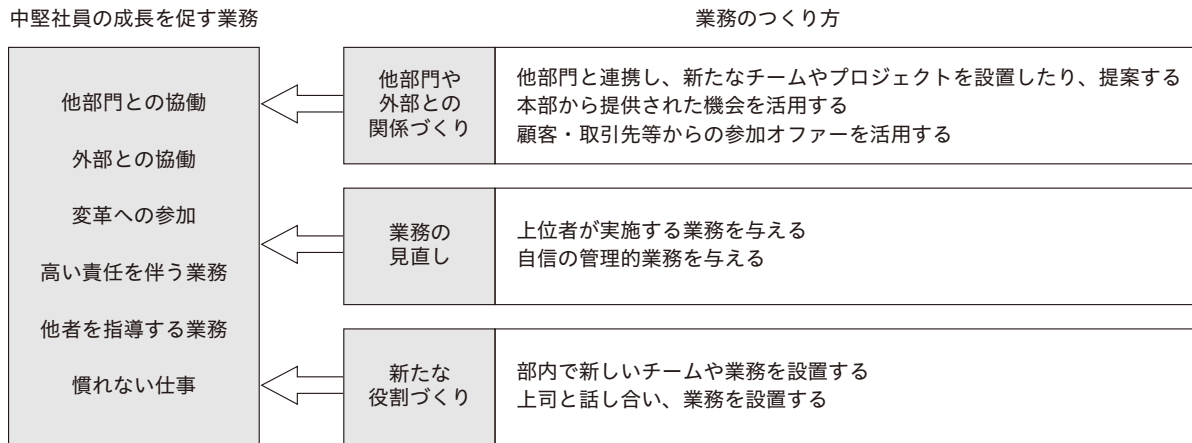 中堅社員の成長を促す業務
業務のつくり方
他部門との協働
外部との協働
変革への参加
高い責任を伴う業務
他者を指導する業務
慣れない仕事
他部門や
外部との
関係づくり
他部門と連携し、新たなチームやプロジェクトを設置したり、提案する
本部から提供された機会を活用する
顧客・取引先等からの参加オファーを活用する
業務の
見直し
上位者が実施する業務を与える
自信の管理的業務を与える
新たな
役割づくり
部内で新しいチームや業務を設置する
上司と話し合い、業務を設置する